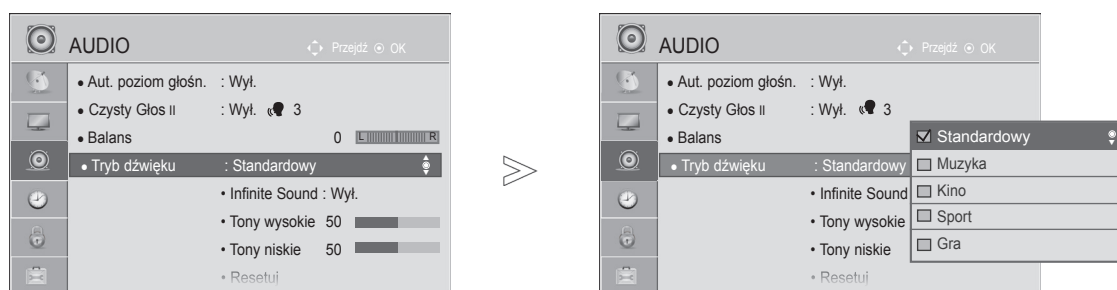 AUDIO
Przejdź OK
• Aut. poziom głośn. : Wył.
• Czysty Głos II : Wył. 3
• Balans 0 L R
• Tryb dźwięku : Standardowy
• Infinite Sound : Wył.
• Tony wysokie 50
• Tony niskie 50
• Resetuj
>
AUDIO
Przejdź OK
• Aut. poziom głośn. : Wył.
• Czysty Głos II : Wył. 3
• Balans
• Tryb dźwięku : Standardowy
• Infinite Sound
• Tony wysokie
• Tony niskie
• Resetuj
Standardowy
Muzyka
Kino
Sport
Gra